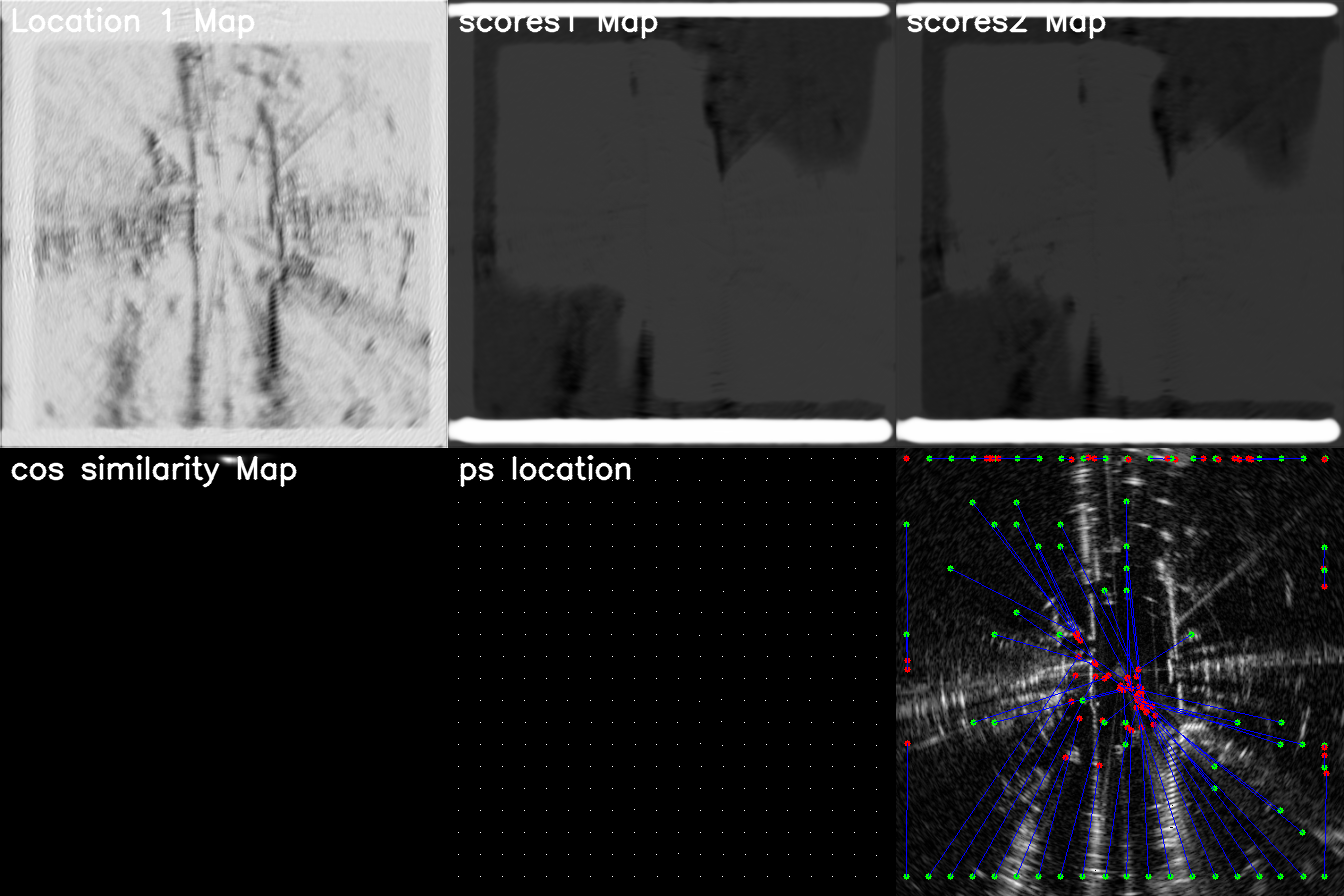 Location 1 Map
scores1 Map
scores2 Map
cos similarity Map
ps location